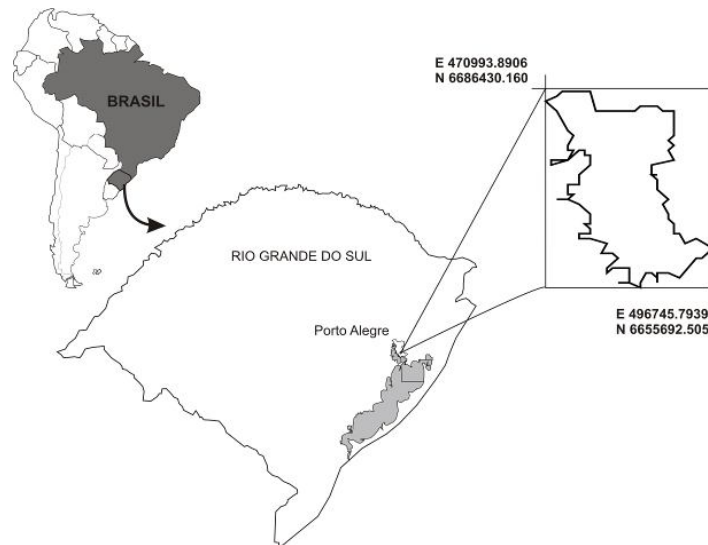 E 470993.8906
N 6686430.160
BRASIL
RIO GRANDE DO SUL
Porto Alegre
E 496745.7939
N 6655692.505